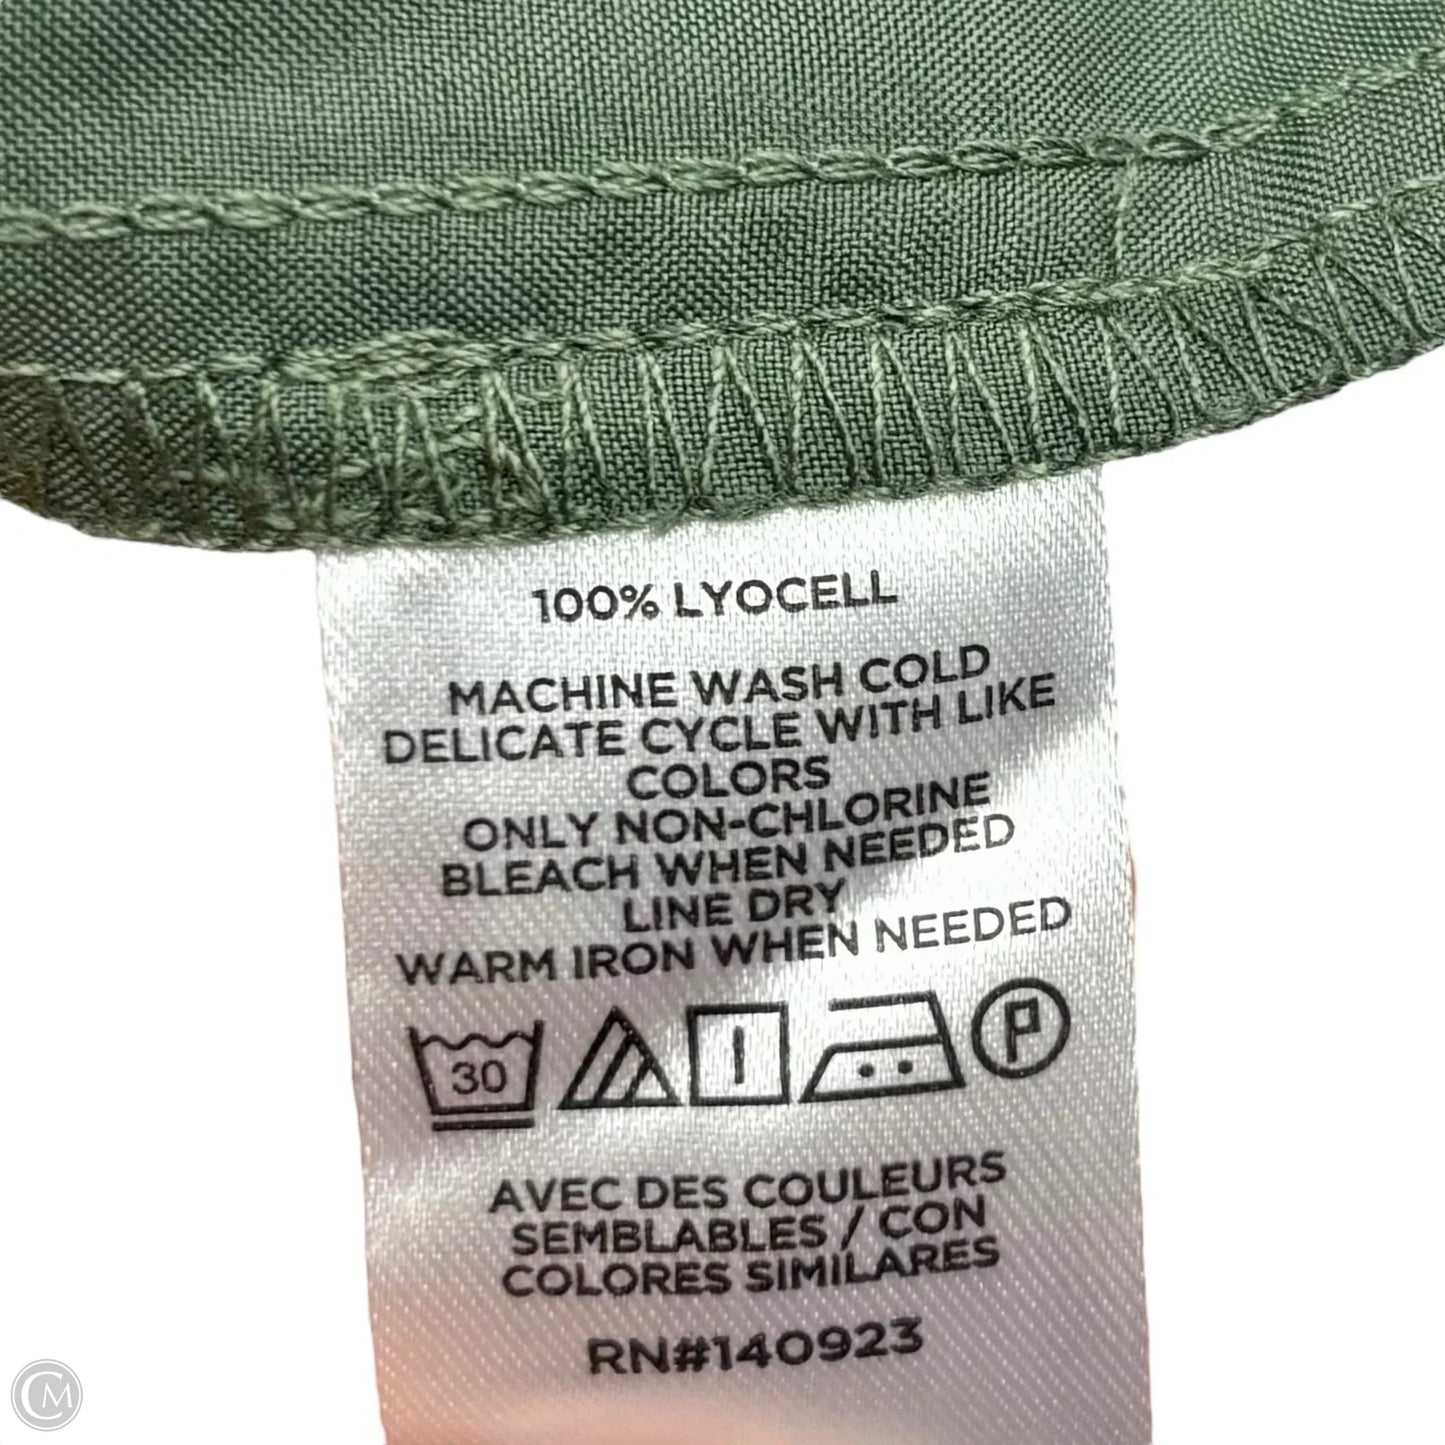 100% LYOCELL
MACHINE WASH COLD
DELICATE CYCLE WITH LIKE
COLORS
ONLY NON-CHLORINE
BLEACH WHEN NEEDED
LINE DRY
WARM IRON WHEN NEEDED
30
P
AVEC DES COULEURS
SEMBLABLES / CON
COLORES SIMILARES
RN#140923
CM